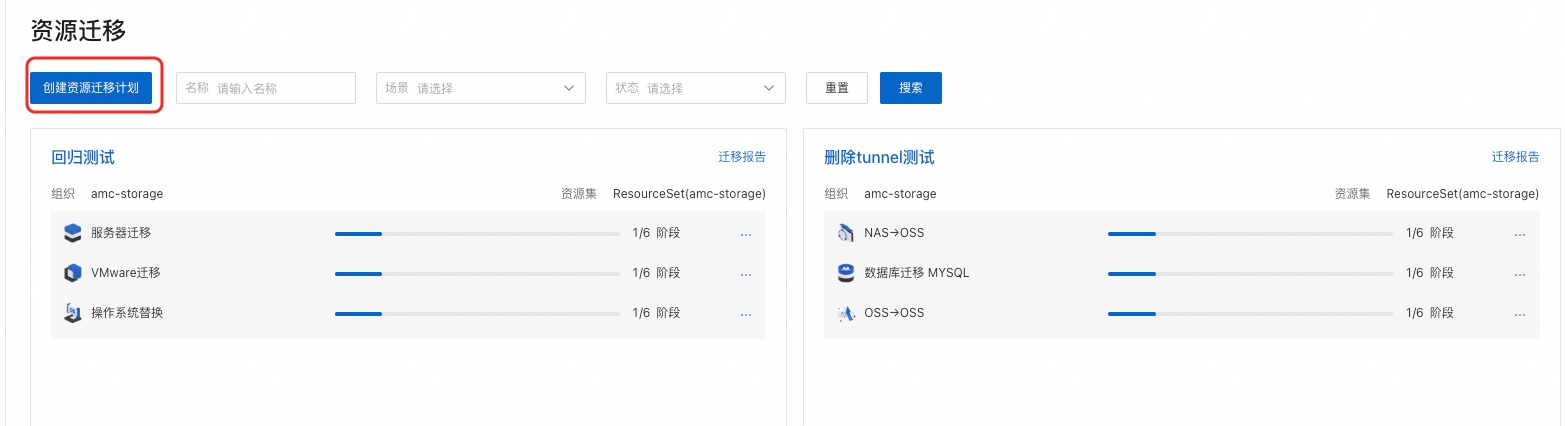 资源迁移
创建资源迁移计划 名称 请输入名称 场景 请选择 状态 请选择 重置 搜索
回归测试 迁移报告
组织 amc-storage 资源集 ResourceSet(amc-storage)
服务器迁移 1/6 阶段 ...
VMware迁移 1/6 阶段 ...
操作系统替换 1/6 阶段 ...
删除tunnel测试 迁移报告
组织 amc-storage 资源集 ResourceSet(amc-storage)
NAS→OSS 1/6 阶段 ...
数据库迁移 MYSQL 1/6 阶段 ...
OSS→OSS 1/6 阶段 ...